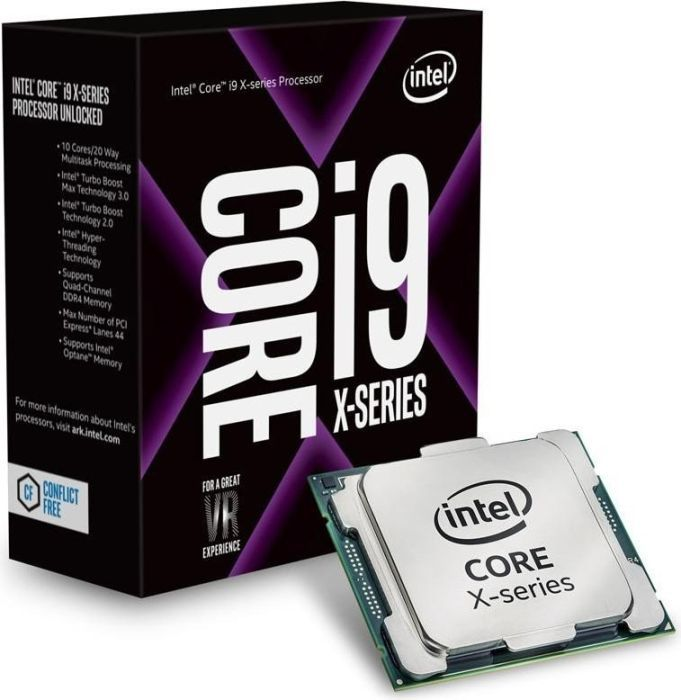 INTEL® CORE™ i9 X-SERIES
PROCESSOR UNLOCKED
• 10 Cores/20 Way
Multitask Processing
• Intel® Turbo Boost
Max Technology 3.0
• Intel® Turbo Boost
Technology 2.0
• Intel® Hyper-
Threading
Technology
• Supports
Quad-Channel
DDR4 Memory
• Max Number of PCI
Express® Lanes 44
• Supports Intel®
Optane™ Memory
For more information about Intel's
processors, visit ark.intel.com
CF CONFLICT
FREE
Intel® Core™ i9 X-series Processor
intel®
CORE i9
X-SERIES
FOR A GREAT
VR
EXPERIENCE
intel®
CORE
X-series
R4